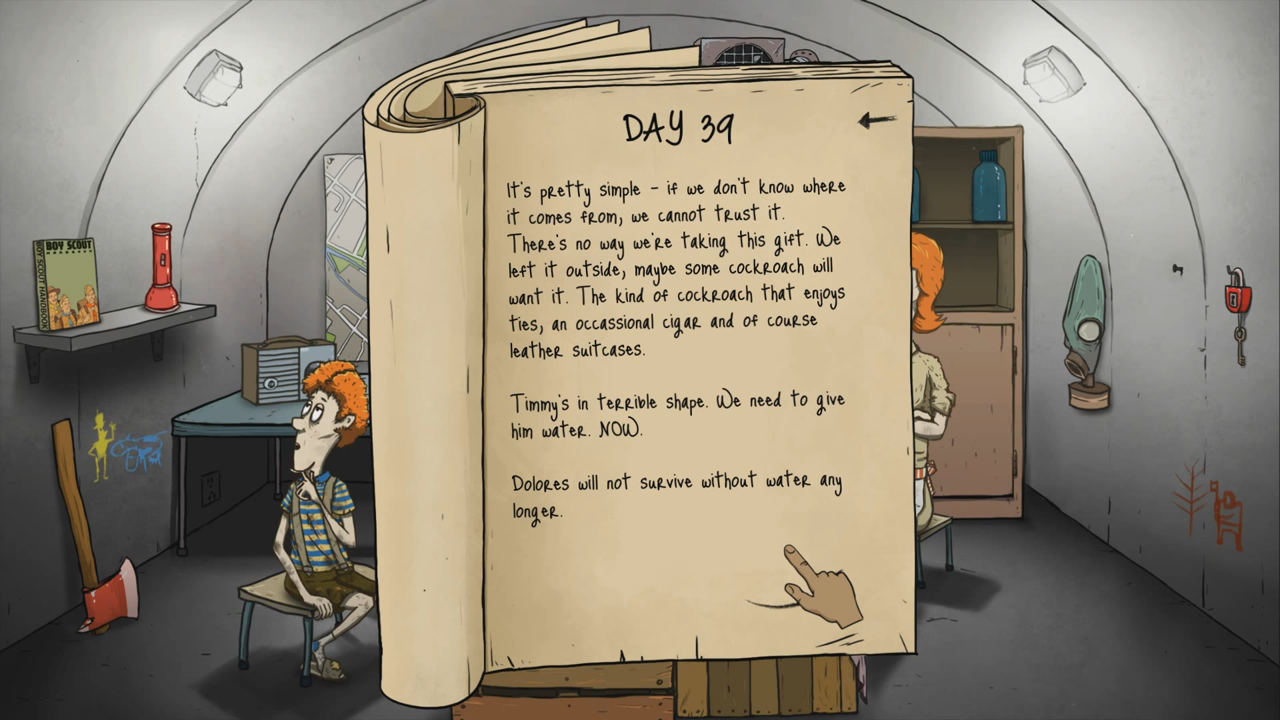 BOY SCOUT
BOY SCOUT HANDBOOK
DAY 39
It's pretty simple - if we don't know where
it comes from, we cannot trust it.
There's no way we're taking this gift. We
left it outside, maybe some cockroach will
want it. The kind of cockroach that enjoys
ties, an occassional cigar and of course
leather suitcases.
Timmy's in terrible shape. We need to give
him water. NOW.
Dolores will not survive without water any
longer.